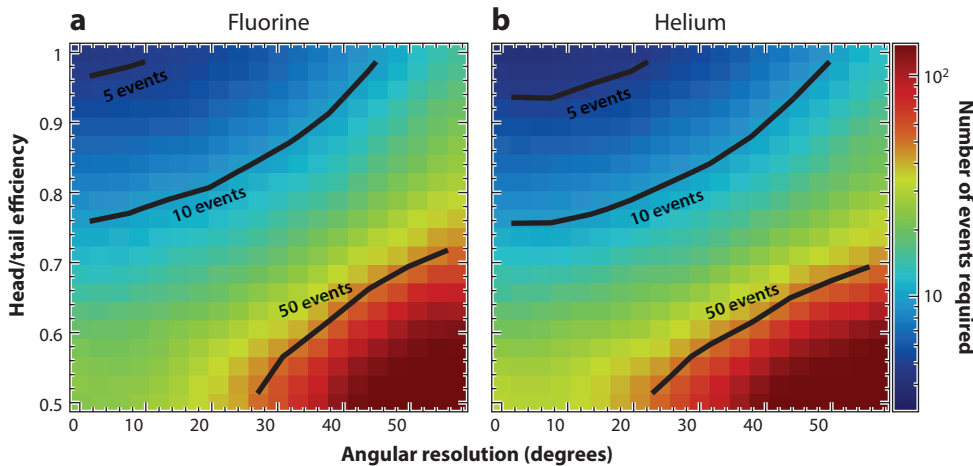 a Fluorine
b Helium
Head/tail efficiency
1
0.9
0.8
0.7
0.6
0.5
5 events
10 events
50 events
0 10 20 30 40 50
5 events
10 events
50 events
0 10 20 30 40 50
Angular resolution (degrees)
10²
10
Number of events required